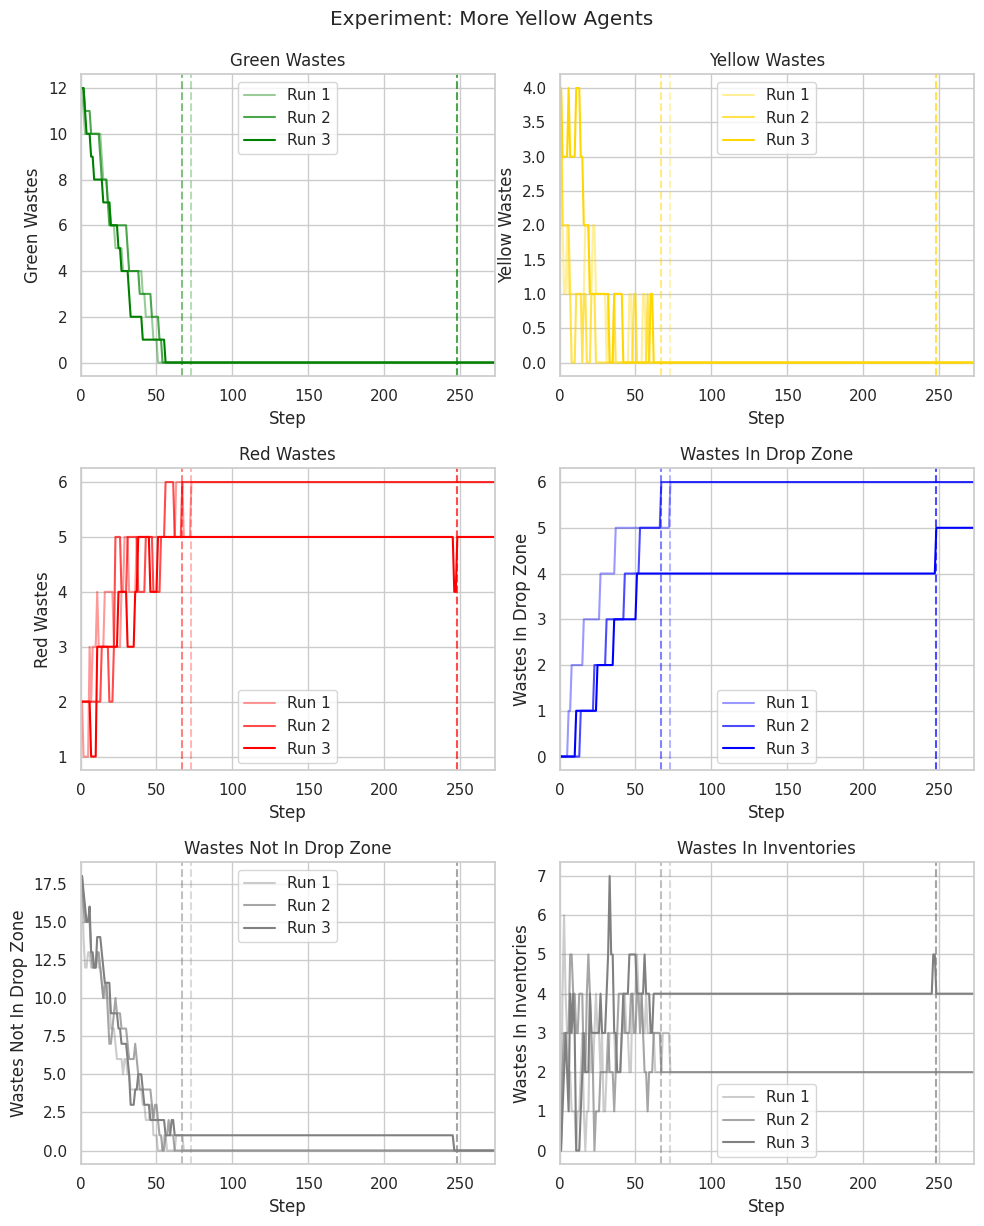 Experiment: More Yellow Agents
Green Wastes
Green Wastes
12
10
8
6
4
2
0
0 50 100 150 200 250
Step
Run 1
Run 2
Run 3
Yellow Wastes
Yellow Wastes
4.0
3.5
3.0
2.5
2.0
1.5
1.0
0.5
0.0
0 50 100 150 200 250
Step
Run 1
Run 2
Run 3
Red Wastes
Red Wastes
6
5
4
3
2
1
0 50 100 150 200 250
Step
Run 1
Run 2
Run 3
Wastes In Drop Zone
Wastes In Drop Zone
6
5
4
3
2
1
0
0 50 100 150 200 250
Step
Run 1
Run 2
Run 3
Wastes Not In Drop Zone
Wastes Not In Drop Zone
17.5
15.0
12.5
10.0
7.5
5.0
2.5
0.0
0 50 100 150 200 250
Step
Run 1
Run 2
Run 3
Wastes In Inventories
Wastes In Inventories
7
6
5
4
3
2
1
0
0 50 100 150 200 250
Step
Run 1
Run 2
Run 3